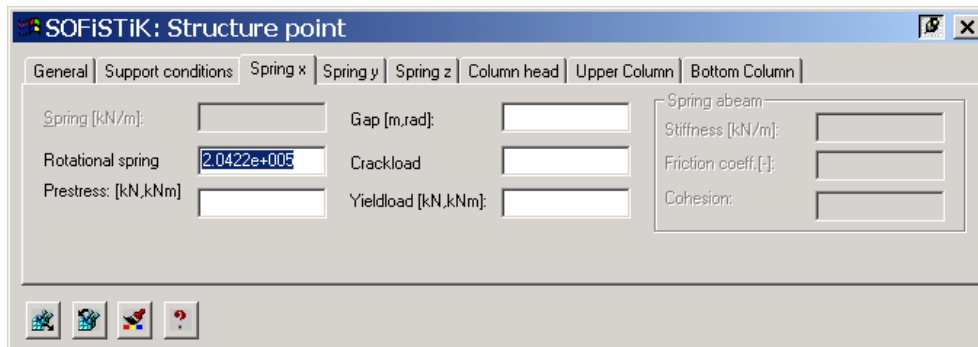 SOFiSTiK: Structure point
General Support conditions Spring x Spring y Spring z Column head Upper Column Bottom Column
Spring [kN/m]: Gap [m,rad]: Spring abeam
Stiffness [kN/m]:
Rotational spring 2.0422e+005 Crackload Friction coeff.[-]:
Prestress: [kN,kNm] Yieldload [kN,kNm]: Cohesion:
?